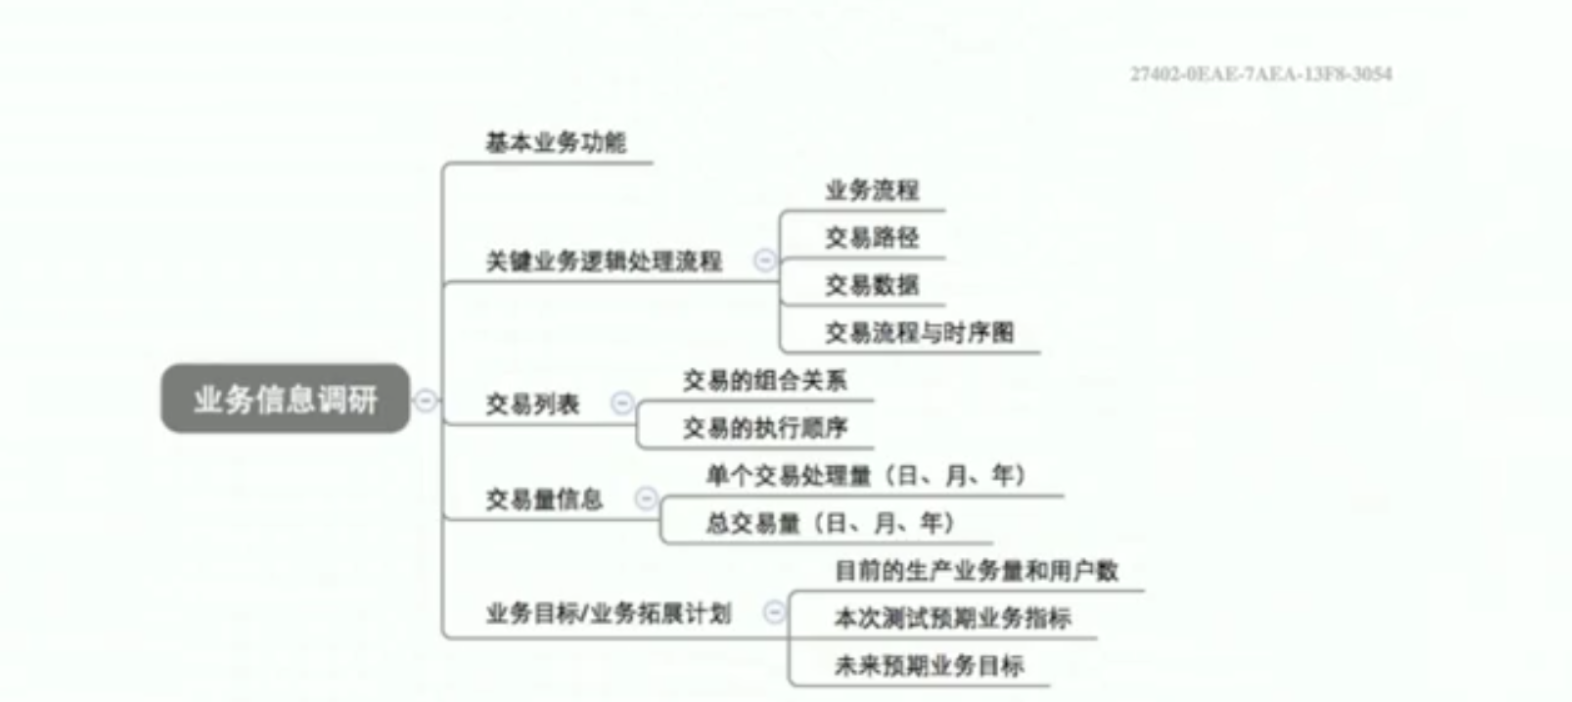 27402-0EAE-7AEA-13F8-3054
业务信息调研
基本业务功能
关键业务逻辑处理流程
业务流程
交易路径
交易数据
交易流程与时序图
交易列表
交易的组合关系
交易的执行顺序
交易量信息
单个交易处理量（日、月、年）
总交易量（日、月、年）
业务目标/业务拓展计划
目前的生产业务量和用户数
本次测试预期业务指标
未来预期业务目标